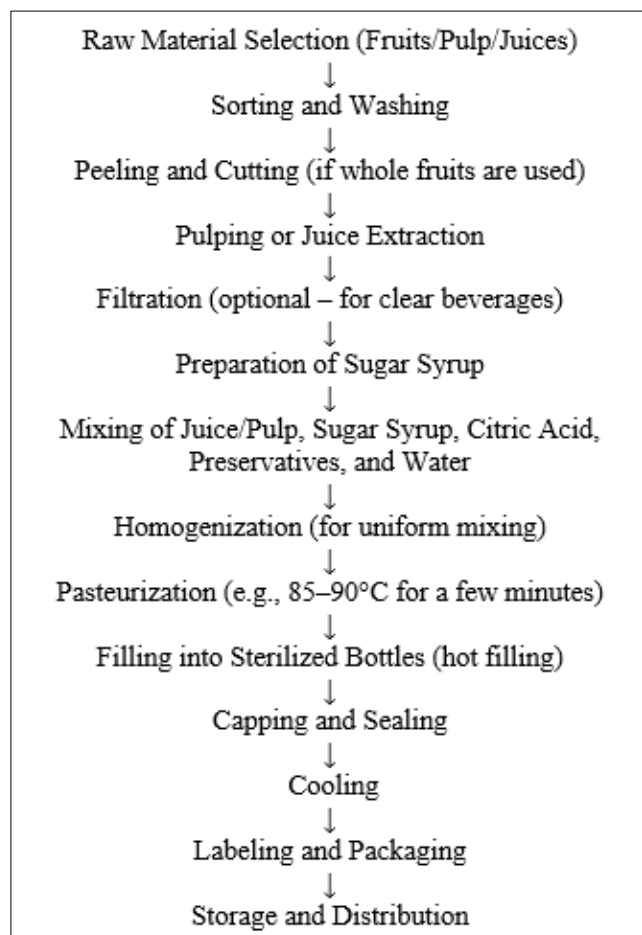 Raw Material Selection (Fruits/Pulp/Juices)
↓
Sorting and Washing
↓
Peeling and Cutting (if whole fruits are used)
↓
Pulping or Juice Extraction
↓
Filtration (optional – for clear beverages)
↓
Preparation of Sugar Syrup
↓
Mixing of Juice/Pulp, Sugar Syrup, Citric Acid,
Preservatives, and Water
↓
Homogenization (for uniform mixing)
↓
Pasteurization (e.g., 85–90°C for a few minutes)
↓
Filling into Sterilized Bottles (hot filling)
↓
Capping and Sealing
↓
Cooling
↓
Labeling and Packaging
↓
Storage and Distribution